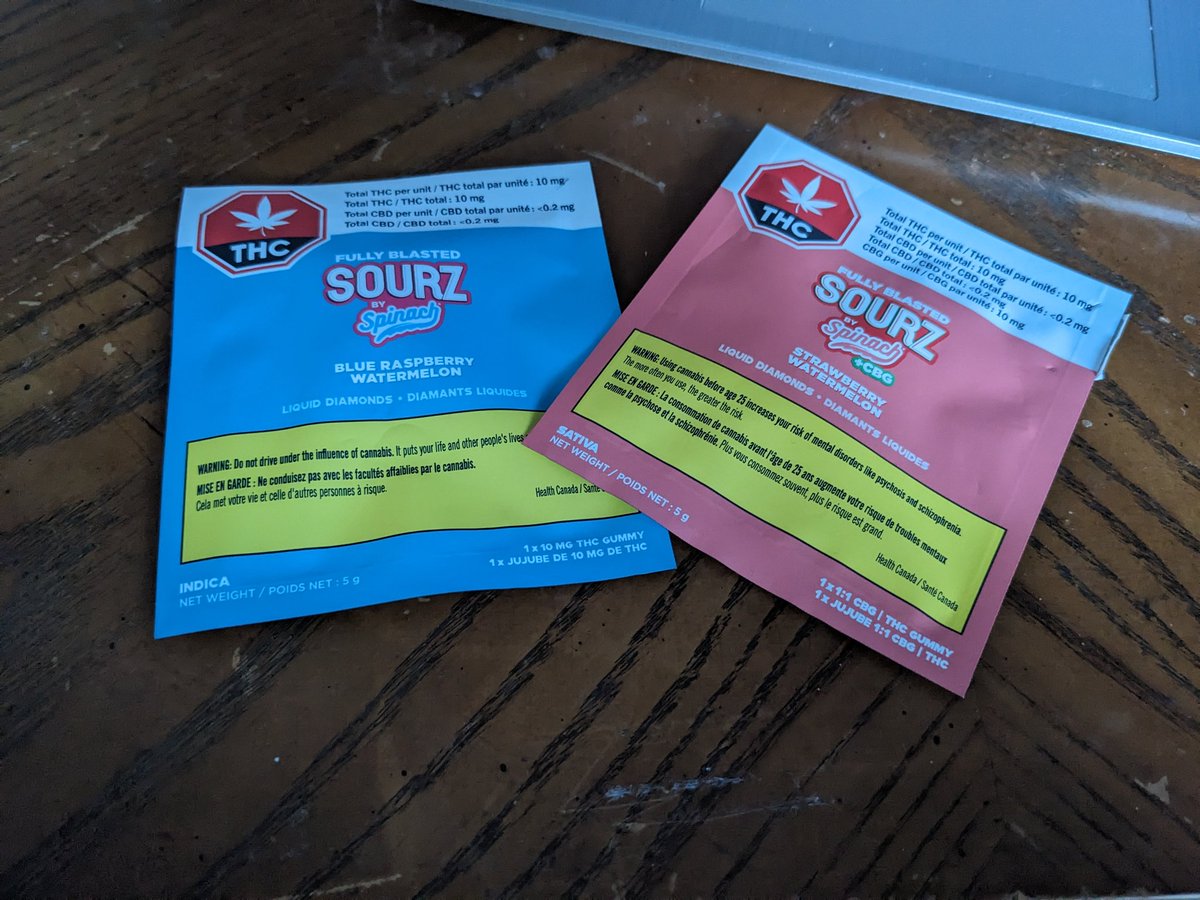 THC
Total THC per unit / THC total par unité : 10 mg
Total THC / THC total : 10 mg
Total CBD per unit / CBD total par unité : <0.2 mg
Total CBD / CBD total : <0.2 mg
FULLY BLASTED
SOURZ
BY
Spinach
BLUE RASPBERRY
WATERMELON
LIQUID DIAMONDS • DIAMANTS LIQUIDES
WARNING: Do not drive under the influence of cannabis. It puts your life and other people's lives
MISE EN GARDE : Ne conduisez pas avec les facultés affaiblies par le cannabis.
Cela met votre vie et celle d'autres personnes à risque.
Health Canada / Santé
INDICA
NET WEIGHT / POIDS NET : 5 g
1 x 10 MG THC GUMMY
1 x JUJUBE DE 10 MG DE THC
THC
Total THC per unit / THC total par unité : 10 mg
Total THC / THC total : 10 mg
Total CBD per unit / CBD total par unité : <0.2 mg
Total CBD / CBD total : <0.2 mg
CBG per unit / CBG par unité : 10 mg
FULLY BLASTED
SOURZ
BY
Spinach
+CBG
STRAWBERRY
WATERMELON
LIQUID DIAMONDS • DIAMANTS LIQUIDES
WARNING: Using cannabis before age 25 increases your risk of mental disorders like psychosis and schizophrenia.
The more often you use, the greater the risk.
MISE EN GARDE : La consommation de cannabis avant l'âge de 25 ans augmente votre risque de troubles mentaux
comme la psychose et la schizophrénie. Plus vous consommez souvent, plus le risque est grand.
Health Canada / Santé Canada
SATIVA
NET WEIGHT / POIDS NET : 5 g
1 x 1:1 CBG | THC GUMMY
1 x JUJUBE 1:1 CBG | THC